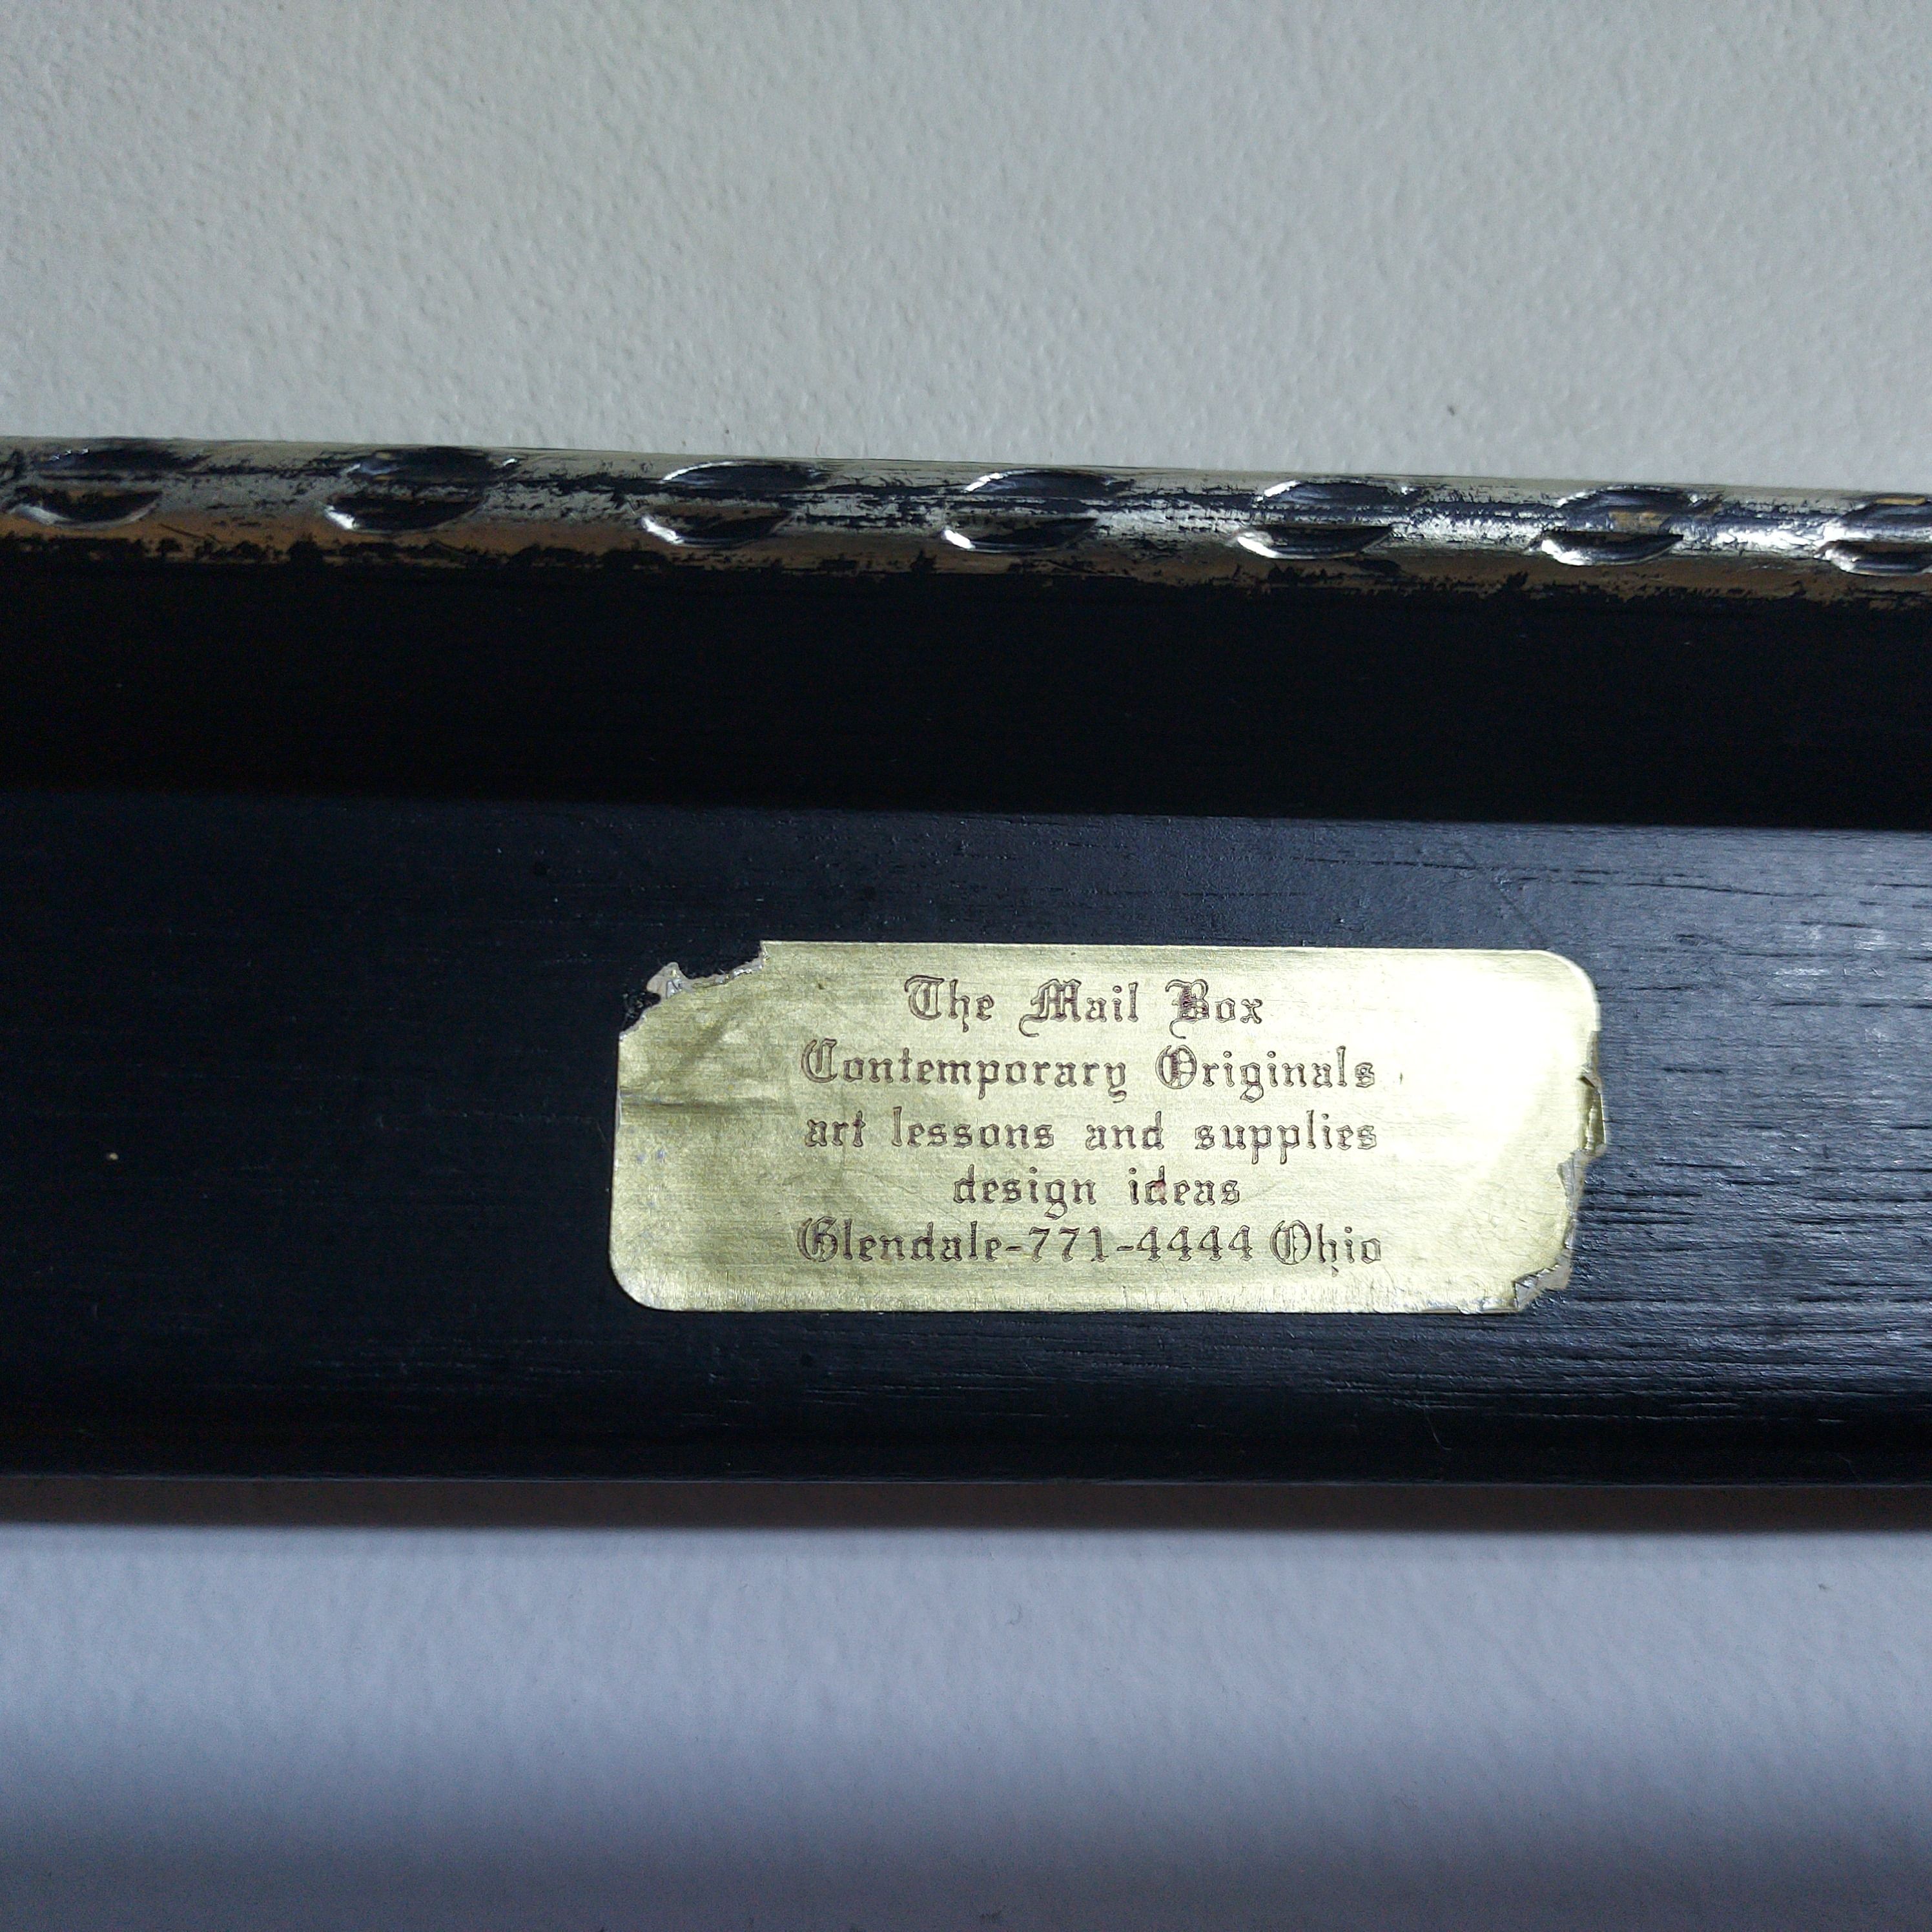 The Mail Box
Contemporary Originals
art lessons and supplies
design ideas
Glendale-771-4444 Ohio